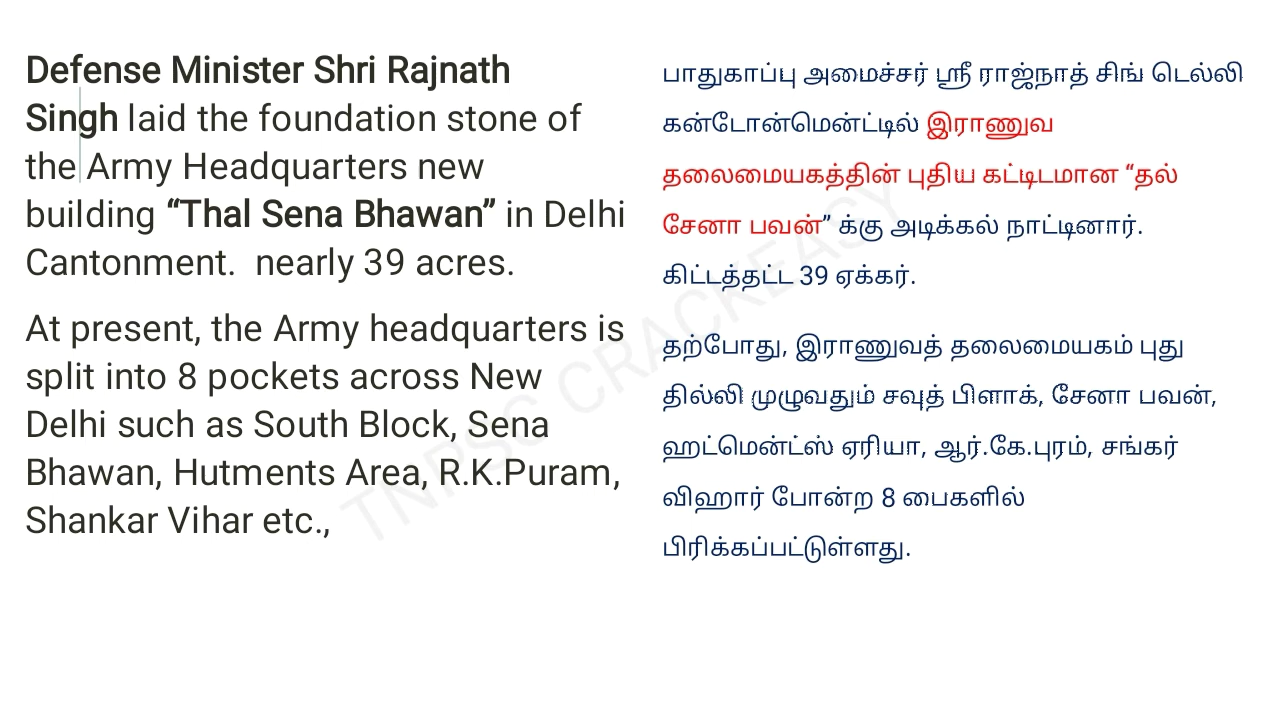 Defense Minister Shri Rajnath
Singh laid the foundation stone of
the Army Headquarters new
building “Thal Sena Bhawan” in Delhi
Cantonment.  nearly 39 acres.
At present, the Army headquarters is
split into 8 pockets across New
Delhi such as South Block, Sena
Bhawan, Hutments Area, R.K.Puram,
Shankar Vihar etc.,
பாதுகாப்பு அமைச்சர் ஸ்ரீ ராஜ்நாத் சிங் டெல்லி
கன்டோன்மென்ட்டில் இராணுவ
தலைமையகத்தின் புதிய கட்டிடமான “தல்
சேனா பவன்” க்கு அடிக்கல் நாட்டினார்.
கிட்டத்தட்ட 39 ஏக்கர்.
தற்போது, இராணுவத் தலைமையகம் புது
தில்லி முழுவதும் சவுத் பிளாக், சேனா பவன்,
ஹட்மென்ட்ஸ் ஏரியா, ஆர்.கே.புரம், சங்கர்
விஹார் போன்ற 8 பைகளில்
பிரிக்கப்பட்டுள்ளது.
TNPSC CRACKEASY